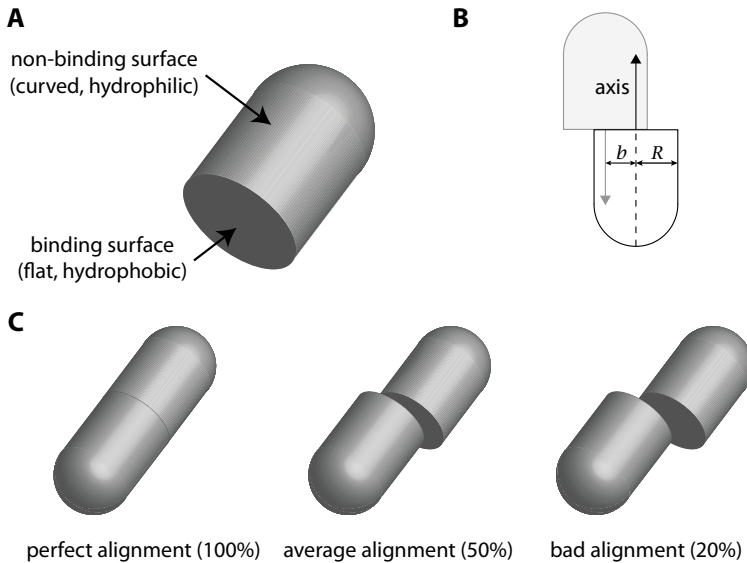 A
non-binding surface
(curved, hydrophilic)
binding surface
(flat, hydrophobic)
B
axis
b
R
C
perfect alignment (100%)
average alignment (50%)
bad alignment (20%)